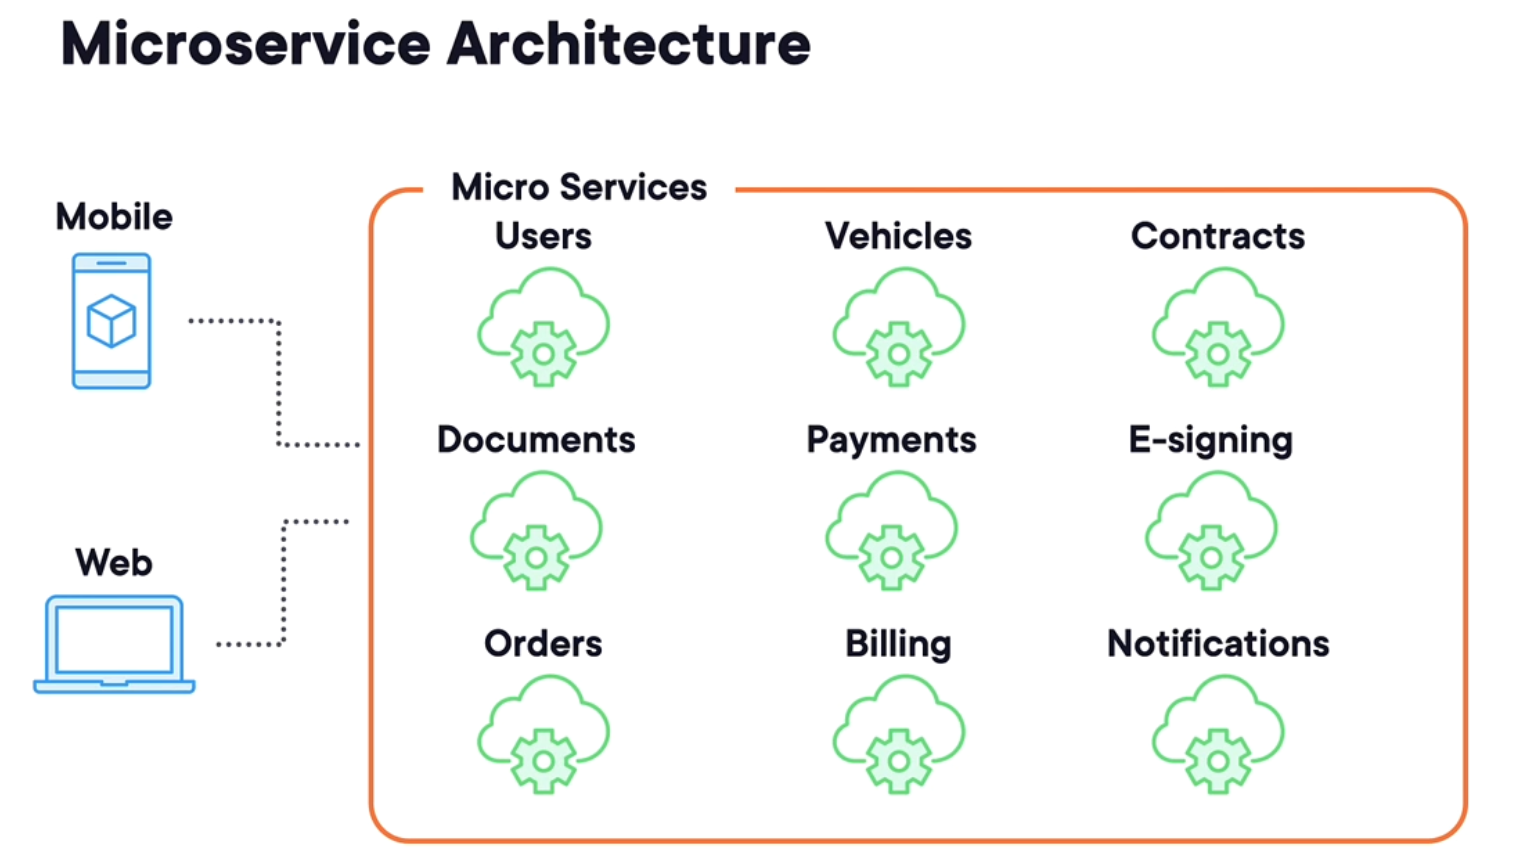 Microservice Architecture
Micro Services
Mobile
Users Vehicles Contracts
Documents Payments E-signing
Web
Orders Billing Notifications